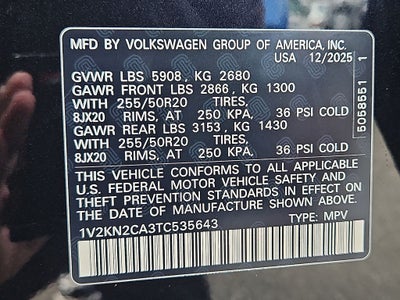 MFD BY VOLKSWAGEN GROUP OF AMERICA, INC.
USA 12/2025
GVWR LBS 5908, KG 2680
GAWR FRONT LBS 2866, KG 1300
WITH 255/50R20 TIRES,
8JX20 RIMS, AT 250 KPA, 36 PSI COLD
GAWR REAR LBS 3153, KG 1430
WITH 255/50R20 TIRES,
8JX20 RIMS, AT 250 KPA, 36 PSI COLD
THIS VEHICLE CONFORMS TO ALL APPLICABLE
U.S. FEDERAL MOTOR VEHICLE SAFETY AND
THEFT PREVENTION STANDARDS IN EFFECT ON
DATE OF MANUFACTURE SHOWN ABOVE.
1V2KN2CA3TC535643 TYPE: MPV
5058551 1